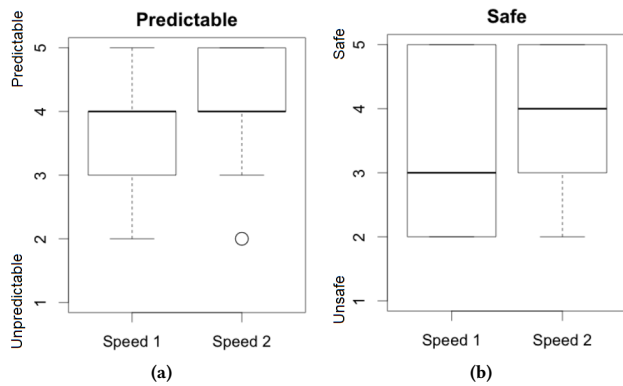 Predictable
Predictable
5
4
3
2
1
Unpredictable
Speed 1
Speed 2
(a)
Safe
Safe
5
4
3
2
1
Unsafe
Speed 1
Speed 2
(b)